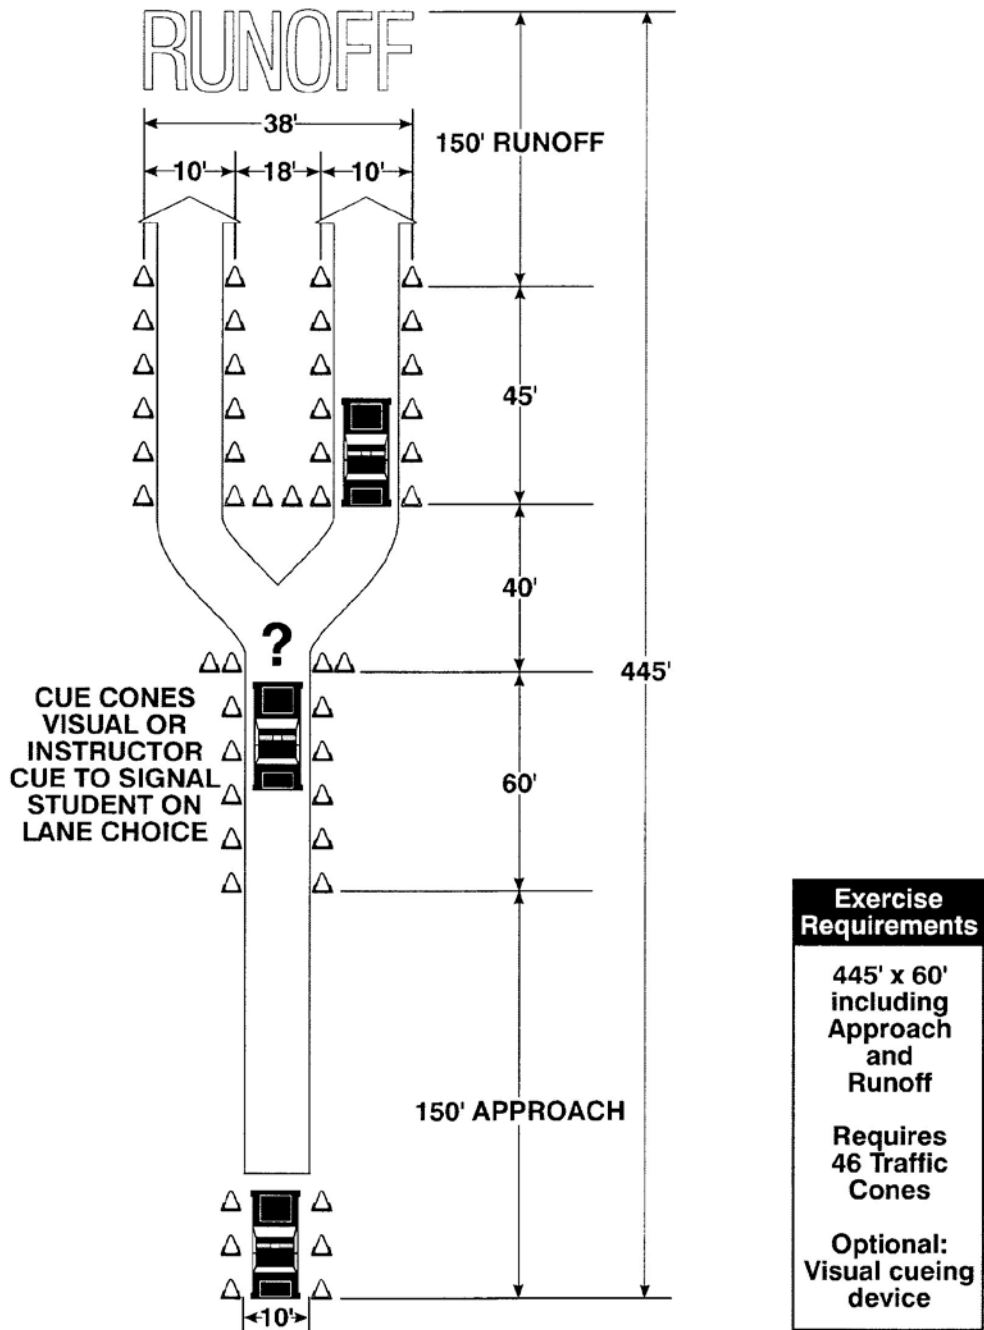 RUNOFF
38'
10' 18' 10'
150' RUNOFF
45'
40'
?
445'
CUE CONES
VISUAL OR
INSTRUCTOR
CUE TO SIGNAL
STUDENT ON
LANE CHOICE
60'
150' APPROACH
10'
Exercise
Requirements
445' x 60'
including
Approach
and
Runoff
Requires
46 Traffic
Cones
Optional:
Visual cueing
device